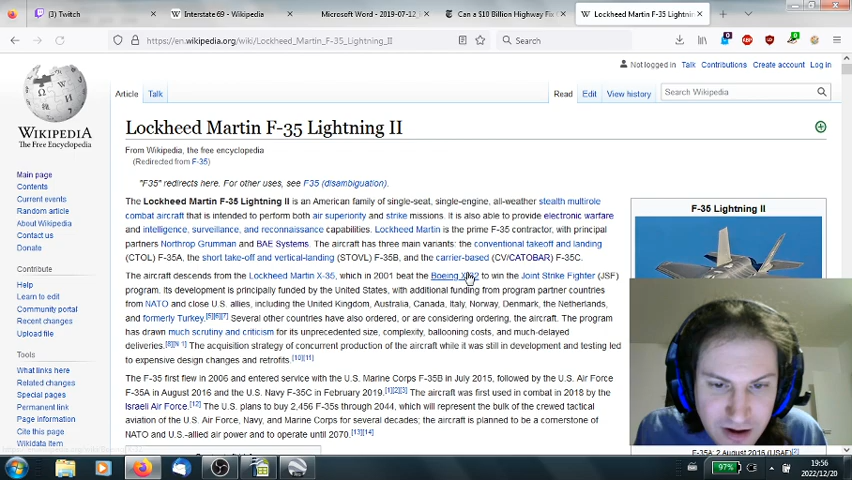 (3) Twitch
Interstate 69 - Wikipedia
Microsoft Word - 2019-07-12_
Can a $10 Billion Highway Fix
Lockheed Martin F-35 Lightnin
https://en.wikipedia.org/wiki/Lockheed_Martin_F-35_Lightning_II
Search
Not logged in Talk Contributions Create account Log in
Article Talk
Read Edit View history Search Wikipedia
WIKIPEDIA
The Free Encyclopedia
Main page
Contents
Current events
Random article
About Wikipedia
Contact us
Donate
Contribute
Help
Learn to edit
Community portal
Recent changes
Upload file
Tools
What links here
Related changes
Special pages
Permanent link
Page information
Cite this page
Wikidata item
Lockheed Martin F-35 Lightning II
From Wikipedia, the free encyclopedia
(Redirected from F-35)
"F35" redirects here. For other uses, see F35 (disambiguation).
The Lockheed Martin F-35 Lightning II is an American family of single-seat, single-engine, all-weather stealth multirole
combat aircraft that is intended to perform both air superiority and strike missions. It is also able to provide electronic warfare
and intelligence, surveillance, and reconnaissance capabilities. Lockheed Martin is the prime F-35 contractor, with principal
partners Northrop Grumman and BAE Systems. The aircraft has three main variants: the conventional takeoff and landing
(CTOL) F-35A, the short take-off and vertical-landing (STOVL) F-35B, and the carrier-based (CV/CATOBAR) F-35C.
The aircraft descends from the Lockheed Martin X-35, which in 2001 beat the Boeing to win the Joint Strike Fighter (JSF)
program. Its development is principally funded by the United States, with additional funding from program partner countries
from NATO and close U.S. allies, including the United Kingdom, Australia, Canada, Italy, Norway, Denmark, the Netherlands,
and formerly Turkey.[5][6][7] Several other countries have also ordered, or are considering ordering, the aircraft. The program
has drawn much scrutiny and criticism for its unprecedented size, complexity, ballooning costs, and much-delayed
deliveries.[8][N 1] The acquisition strategy of concurrent production of the aircraft while it was still in development and testing led
to expensive design changes and retrofits.[10][11]
The F-35 first flew in 2006 and entered service with the U.S. Marine Corps F-35B in July 2015, followed by the U.S. Air Force
F-35A in August 2016 and the U.S. Navy F-35C in February 2019.[1][2][3] The aircraft was first used in combat in 2018 by the
Israeli Air Force.[12] The U.S. plans to buy 2,456 F-35s through 2044, which will represent the bulk of the crewed tactical
aviation of the U.S. Air Force, Navy, and Marine Corps for several decades; the aircraft is planned to be a cornerstone of
NATO and U.S.-allied air power and to operate until 2070.[13][14]
F-35 Lightning II
97%
19:56
2022/12/20